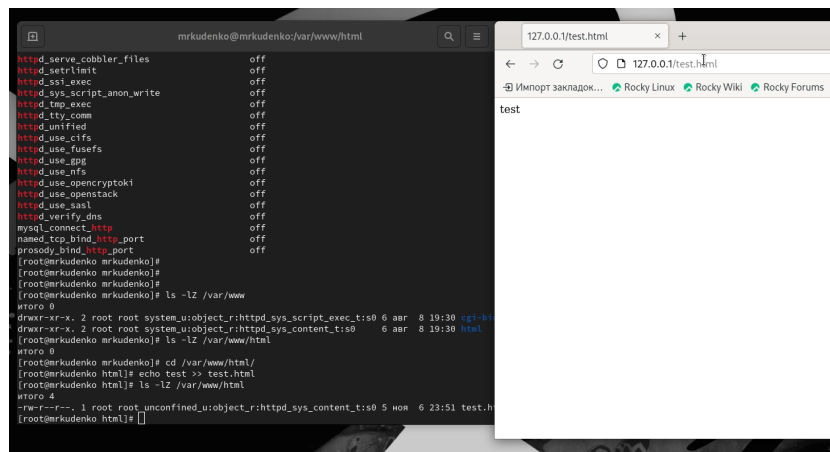 mrkudenko@mrkudenko:/var/www/html
httpd_serve_cobbler_files off
httpd_setrlimit off
httpd_ssi_exec off
httpd_sys_script_anon_write off
httpd_tmp_exec off
httpd_tty_comm off
httpd_unified off
httpd_use_cifs off
httpd_use_fusefs off
httpd_use_gpg off
httpd_use_nfs off
httpd_use_opencryptoki off
httpd_use_openstack off
httpd_use_sasl off
httpd_verify_dns off
mysql_connect_http off
named_tcp_bind_http_port off
prosody_bind_http_port off
[root@mrkudenko mrkudenko]#
[root@mrkudenko mrkudenko]#
[root@mrkudenko mrkudenko]#
[root@mrkudenko mrkudenko]# ls -lZ /var/www
итого 0
drwxr-xr-x. 2 root root system_u:object_r:httpd_sys_script_exec_t:s0 6 авг 8 19:30 cgi-bin
drwxr-xr-x. 2 root root system_u:object_r:httpd_sys_content_t:s0 6 авг 8 19:30 html
[root@mrkudenko mrkudenko]# ls -lZ /var/www/html
итого 0
[root@mrkudenko mrkudenko]# cd /var/www/html/
[root@mrkudenko html]# echo test >> test.html
[root@mrkudenko html]# ls -lZ /var/www/html
итого 4
-rw-r--r--. 1 root root unconfined_u:object_r:httpd_sys_content_t:s0 5 ноя 6 23:51 test.h
[root@mrkudenko html]#
127.0.0.1/test.html
127.0.0.1/test.html
Импорт закладок... Rocky Linux Rocky Wiki Rocky Forums
test